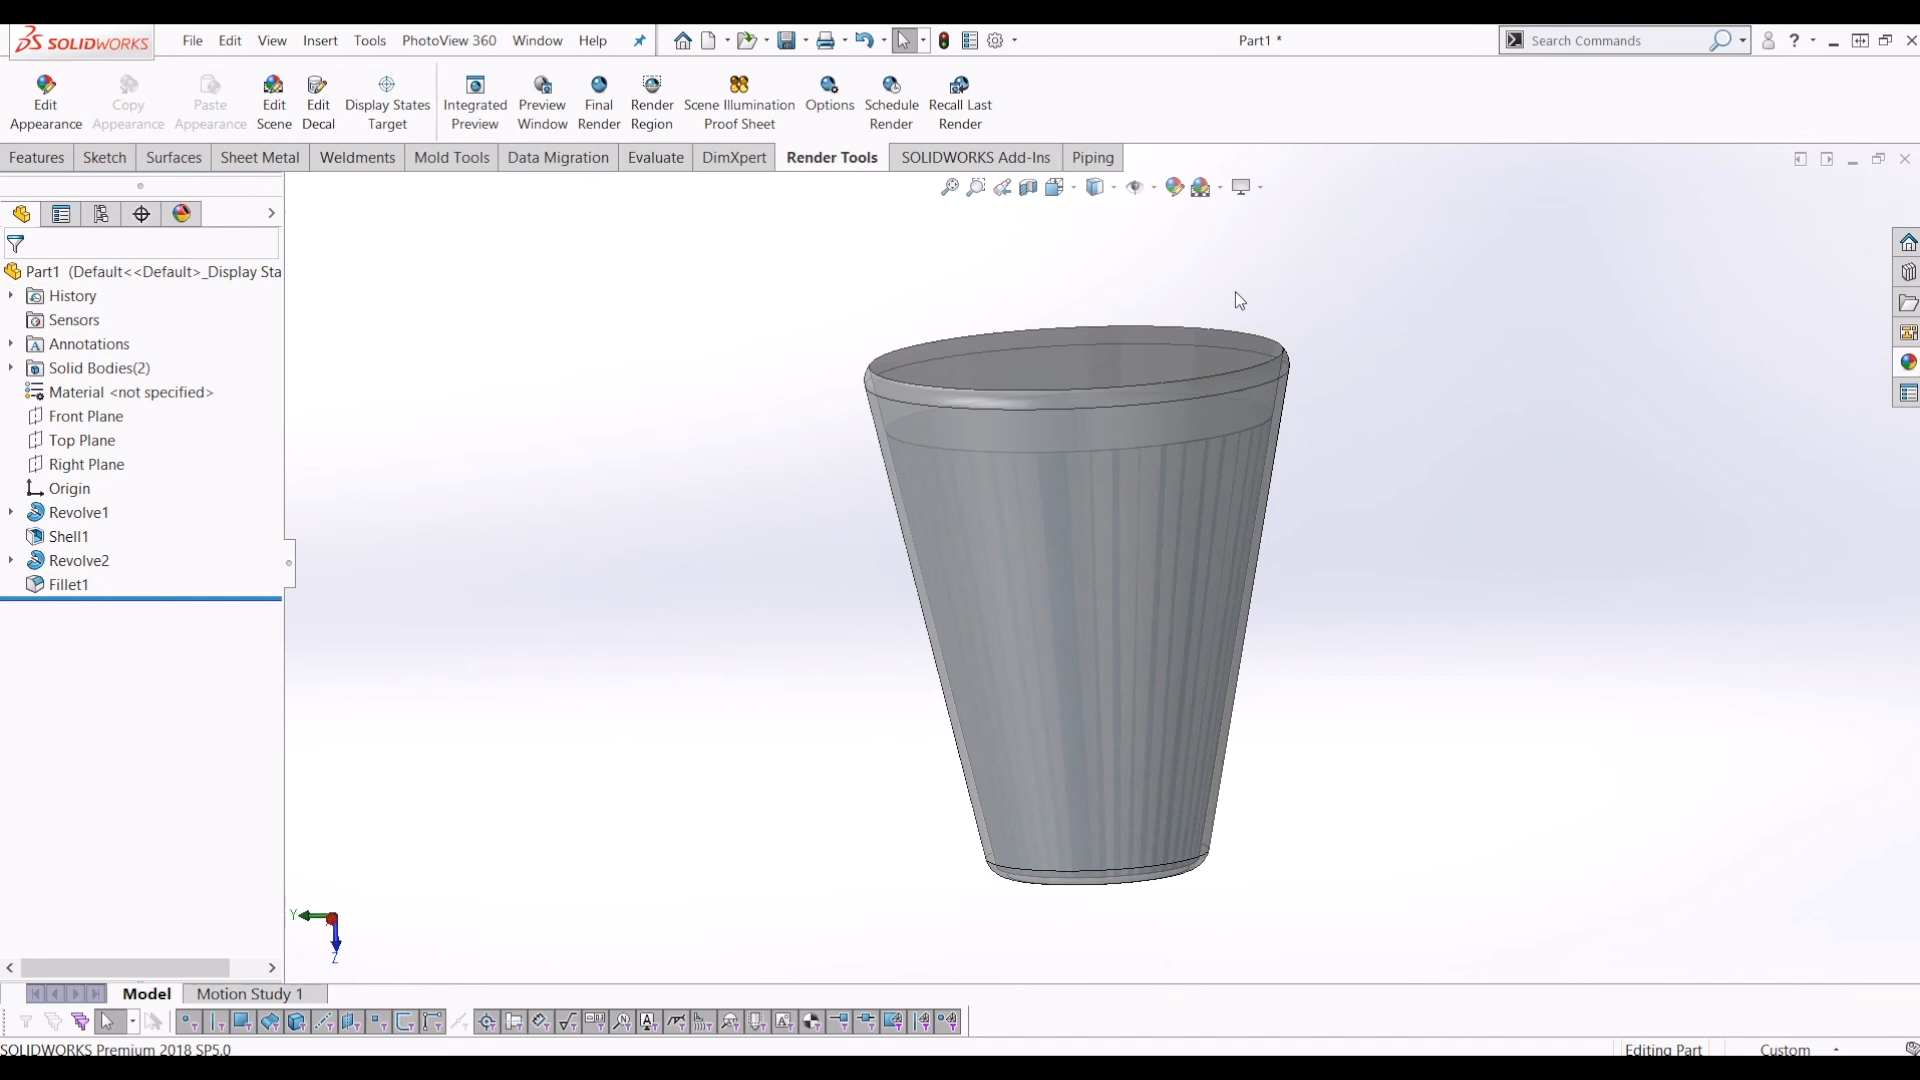 SOLIDWORKS File Edit View Insert Tools PhotoView 360 Window Help Part1 * Search Commands ?
Edit Appearance
Copy Appearance
Paste Appearance
Edit Scene
Edit Decal
Display States Target
Integrated Preview
Preview Window
Final Render
Render Region
Scene Illumination Proof Sheet
Options
Schedule Render
Recall Last Render
Features Sketch Surfaces Sheet Metal Weldments Mold Tools Data Migration Evaluate DimXpert Render Tools SOLIDWORKS Add-Ins Piping
Part1 (Default<<Default>_Display Sta
History
Sensors
Annotations
Solid Bodies(2)
Material <not specified>
Front Plane
Top Plane
Right Plane
Origin
Revolve1
Shell1
Revolve2
Fillet1
Y
Z
Model Motion Study 1
SOLIDWORKS Premium 2018 SP5.0 Editing Part Custom